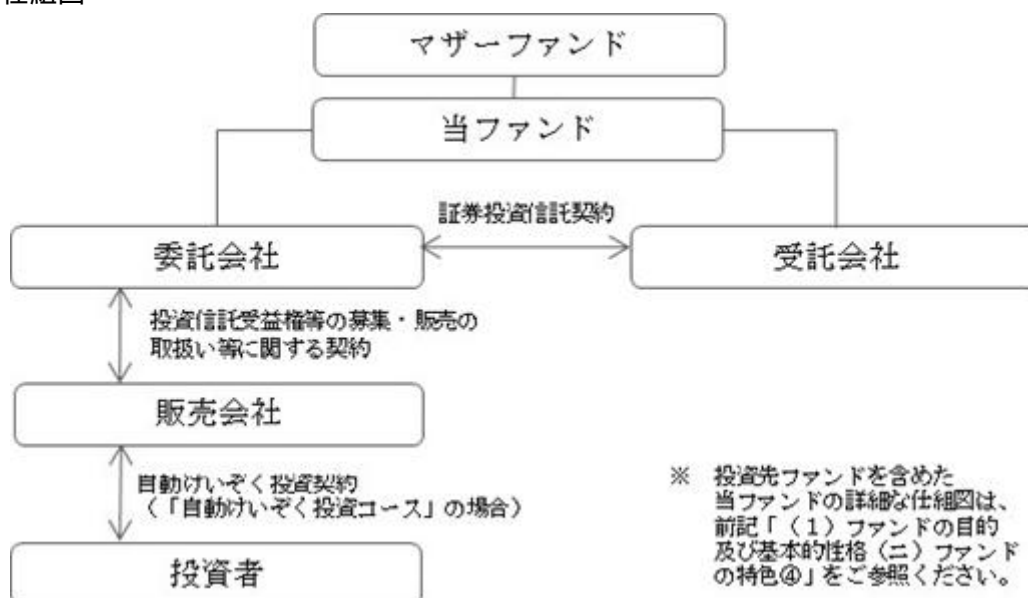 マザーファンド
当ファンド
証券投資信託契約
委託会社
受託会社
投資信託受益権等の募集・販売の
取扱い等に関する契約
販売会社
自動けいぞく投資契約
（「自動けいぞく投資コース」の場合）
投資者
※ 投資先ファンドを含めた
当ファンドの詳細な仕組図は、
前記「（1）ファンドの目的
及び基本的性格（ニ）ファンド
の特色④」をご参照ください。